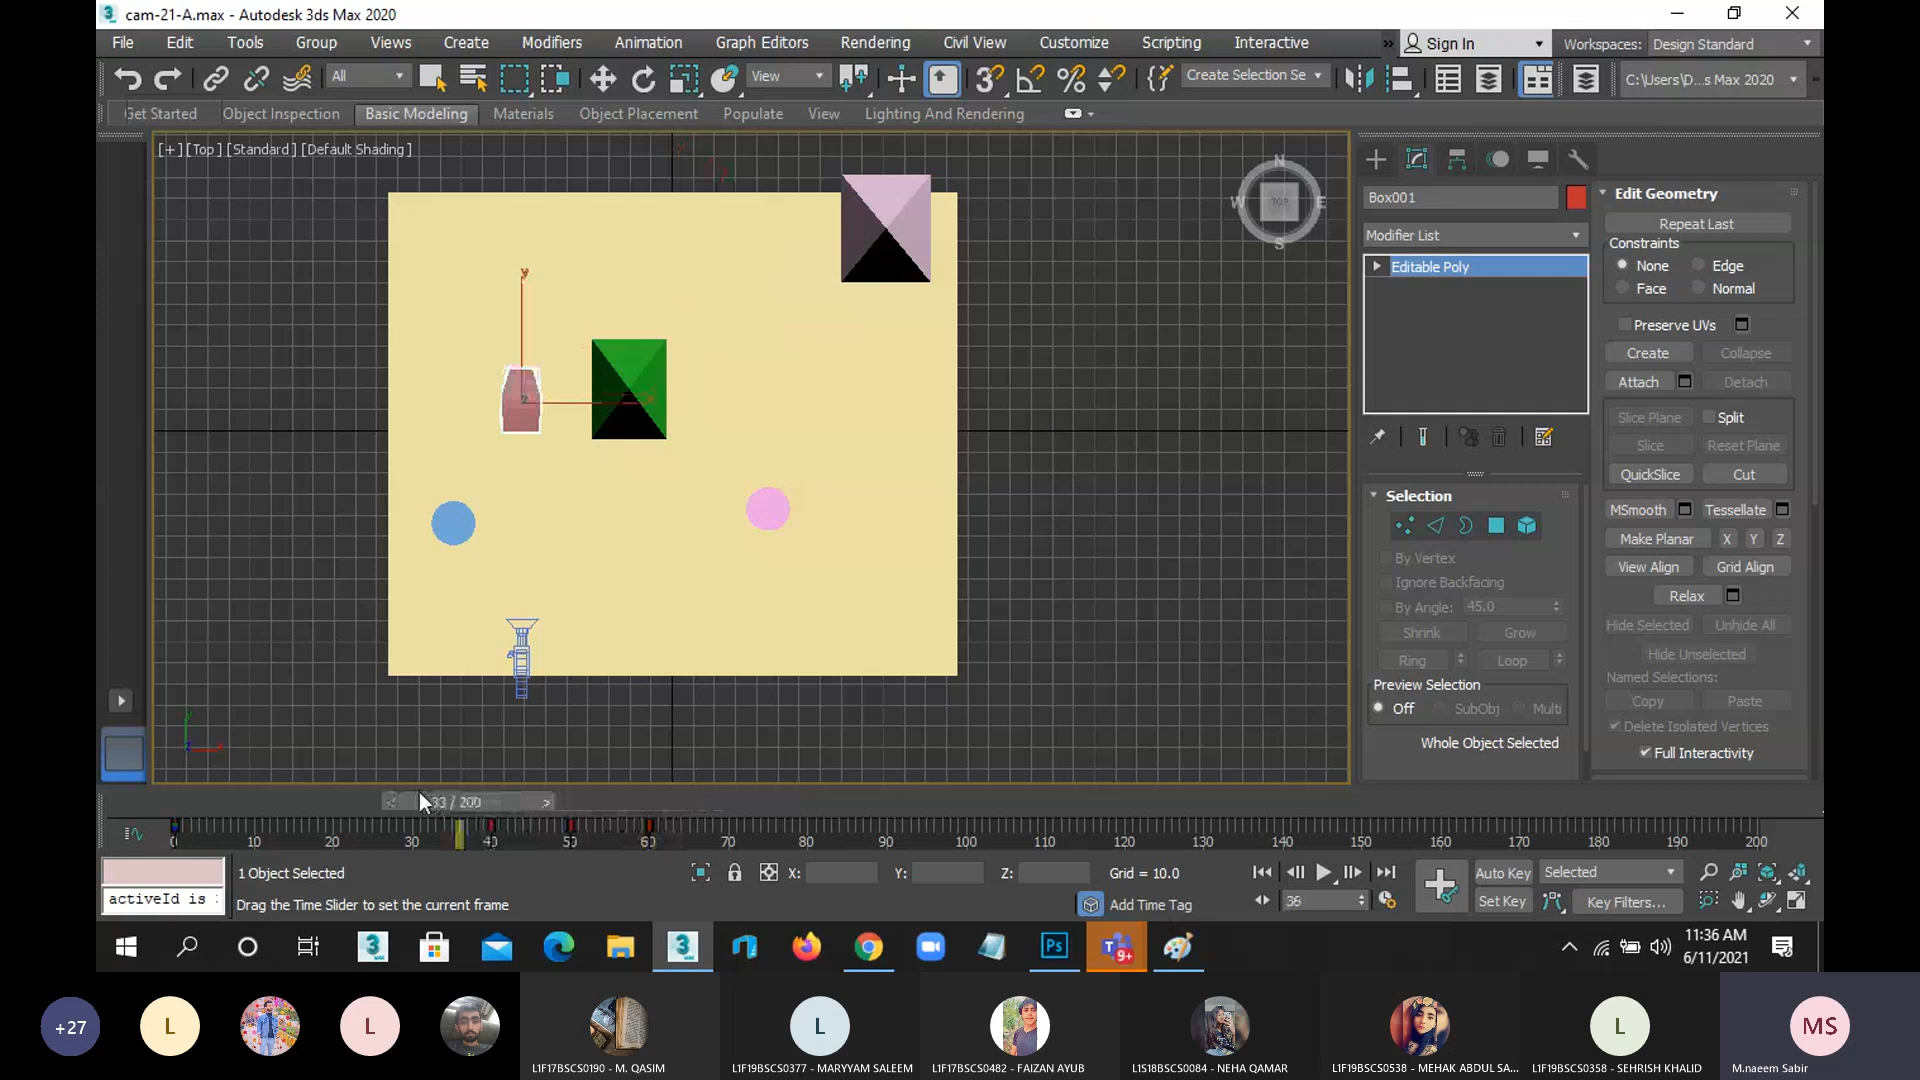 cam-21-A.max - Autodesk 3ds Max 2020
File Edit Tools Group Views Create Modifiers Animation Graph Editors Rendering Civil View Customize Scripting Interactive
Sign In Workspaces: Design Standard
All View Create Selection Se C:\Users\D...s Max 2020
Get Started Object Inspection Basic Modeling Materials Object Placement Populate View Lighting And Rendering
[+] [Top ] [Standard ] [Default Shading ]
N
W TOP E
S
y
x
z
Box001
Modifier List
Editable Poly
Selection
By Vertex
Ignore Backfacing
By Angle: 45.0
Shrink Grow
Ring Loop
Preview Selection
Off SubObj Multi
Whole Object Selected
Edit Geometry
Repeat Last
Constraints
None Edge
Face Normal
Preserve UVs
Create Collapse
Attach Detach
Slice Plane Split
Slice Reset Plane
QuickSlice Cut
MSmooth Tessellate
Make Planar X Y Z
View Align Grid Align
Relax
Hide Selected Unhide All
Hide Unselected
Named Selections:
Copy Paste
Delete Isolated Vertices
Full Interactivity
< 33 / 200 >
0 10 20 30 40 50 60 70 80 90 100 110 120 130 140 150 160 170 180 190 200
1 Object Selected X: Y: Z: Grid = 10.0 Auto Key Selected
activeId is Drag the Time Slider to set the current frame Add Time Tag 36 Set Key Key Filters...
Ps 9+
11:36 AM
6/11/2021
+27 L L L L MS
L1F17BSCS0190 - M. QASIM L1F19BSCS0377 - MARYYAM SALEEM L1F17BSCS0482 - FAIZAN AYUB L1S18BSCS0084 - NEHA QAMAR L1F19BSCS0538 - MEHAK ABDUL SA... L1F19BSCS0358 - SEHRISH KHALID M.naeem Sabir